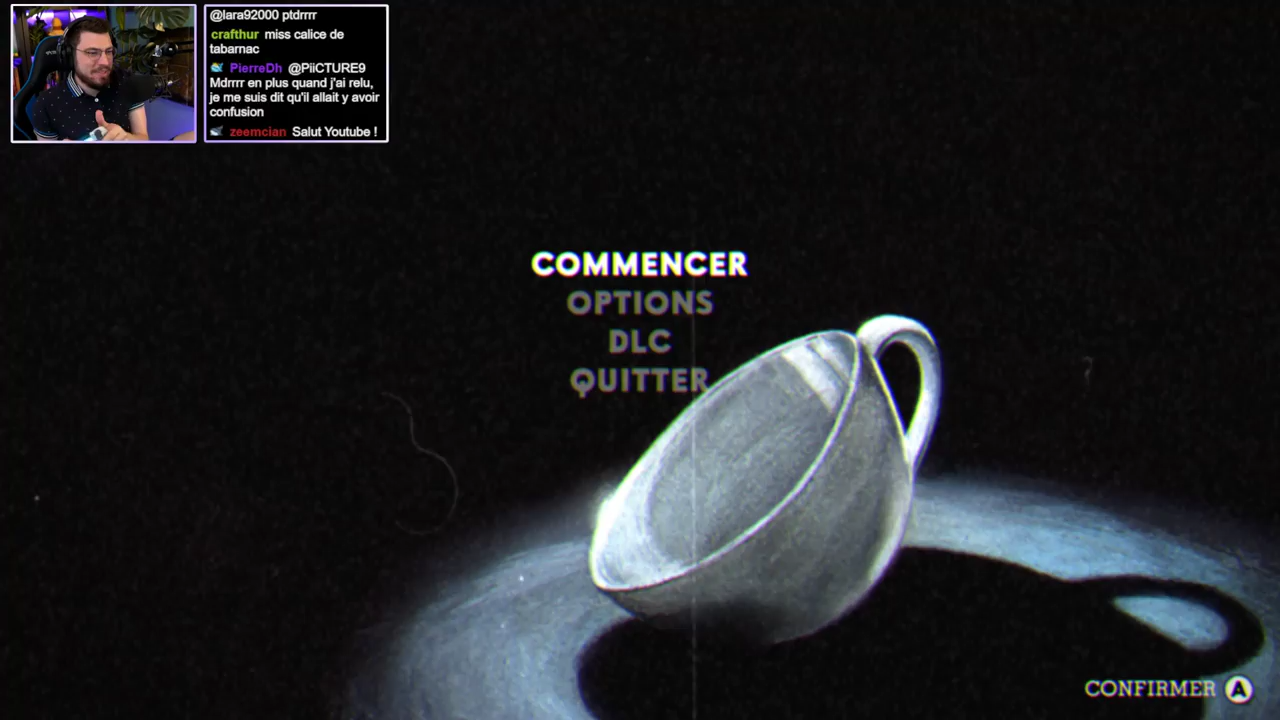 @lara92000 ptdrrrr
crafthur miss calice de
tabarnac
PierreDh @PiiCTURE9
Mdrrrr en plus quand j'ai relu,
je me suis dit qu'il allait y avoir
confusion
zeemcian Salut Youtube !
COMMENCER
OPTIONS
DLC
QUITTER
CONFIRMER A